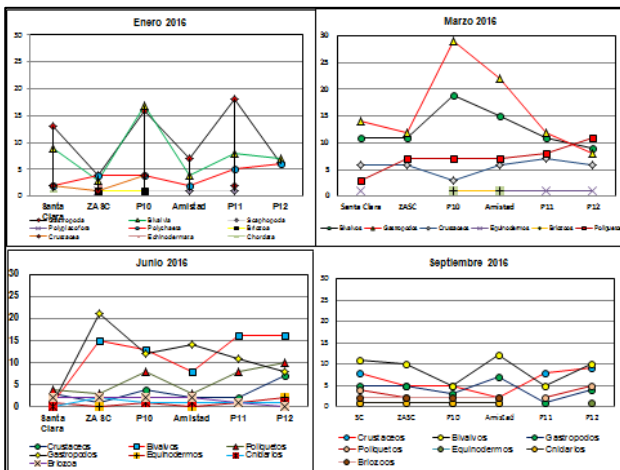 Enero 2016
30
25
20
15
10
5
0
Santa Clara
ZA SC
P10
Amistad
P11
P12
Gastropoda
Bivalvia
Scaphopoda
Polyplacofora
Polychaeta
Briozoa
Crustacea
Echinodermata
Chordata
Marzo 2016
30
25
20
15
10
5
0
Santa Clara
ZASC
P10
Amistad
P11
P12
Bivalvos
Gastropodos
Crustaceos
Equinodermos
Briozoos
Poliquetos
Junio 2016
30
25
20
15
10
5
0
Santa Clara
ZA SC
P10
Amistad
P11
P12
Crustaceos
Bivalvos
Poliquetos
Gastropodos
Equinodermos
Cnidarios
Briozoa
Septiembre 2016
30
25
20
15
10
5
0
SC
ZASC
P10
Amistad
P11
P12
Crustaceos
Bivalvos
Gastropodos
Poliquetos
Equinodermos
Cnidarios
Briozoos